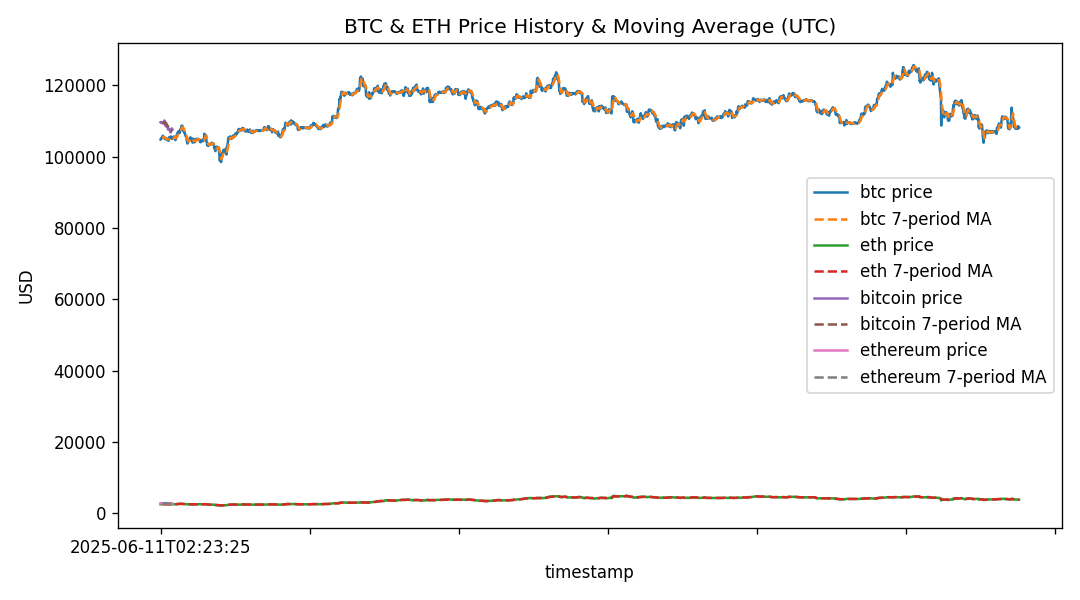 BTC & ETH Price History & Moving Average (UTC)
120000
100000
80000
60000
40000
20000
0
USD
btc price
btc 7-period MA
eth price
eth 7-period MA
bitcoin price
bitcoin 7-period MA
ethereum price
ethereum 7-period MA
2025-06-11T02:23:25
timestamp